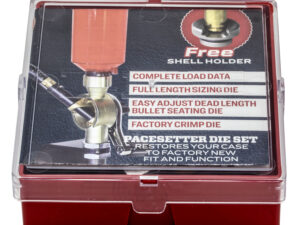 Free
SHELL HOLDER
COMPLETE LOAD DATA
FULL LENGTH SIZING DIE
EASY ADJUST DEAD LENGTH
BULLET SEATING DIE
FACTORY CRIMP DIE
PACESETTER DIE SET
RESTORES YOUR CASE
TO FACTORY NEW
FIT AND FUNCTION